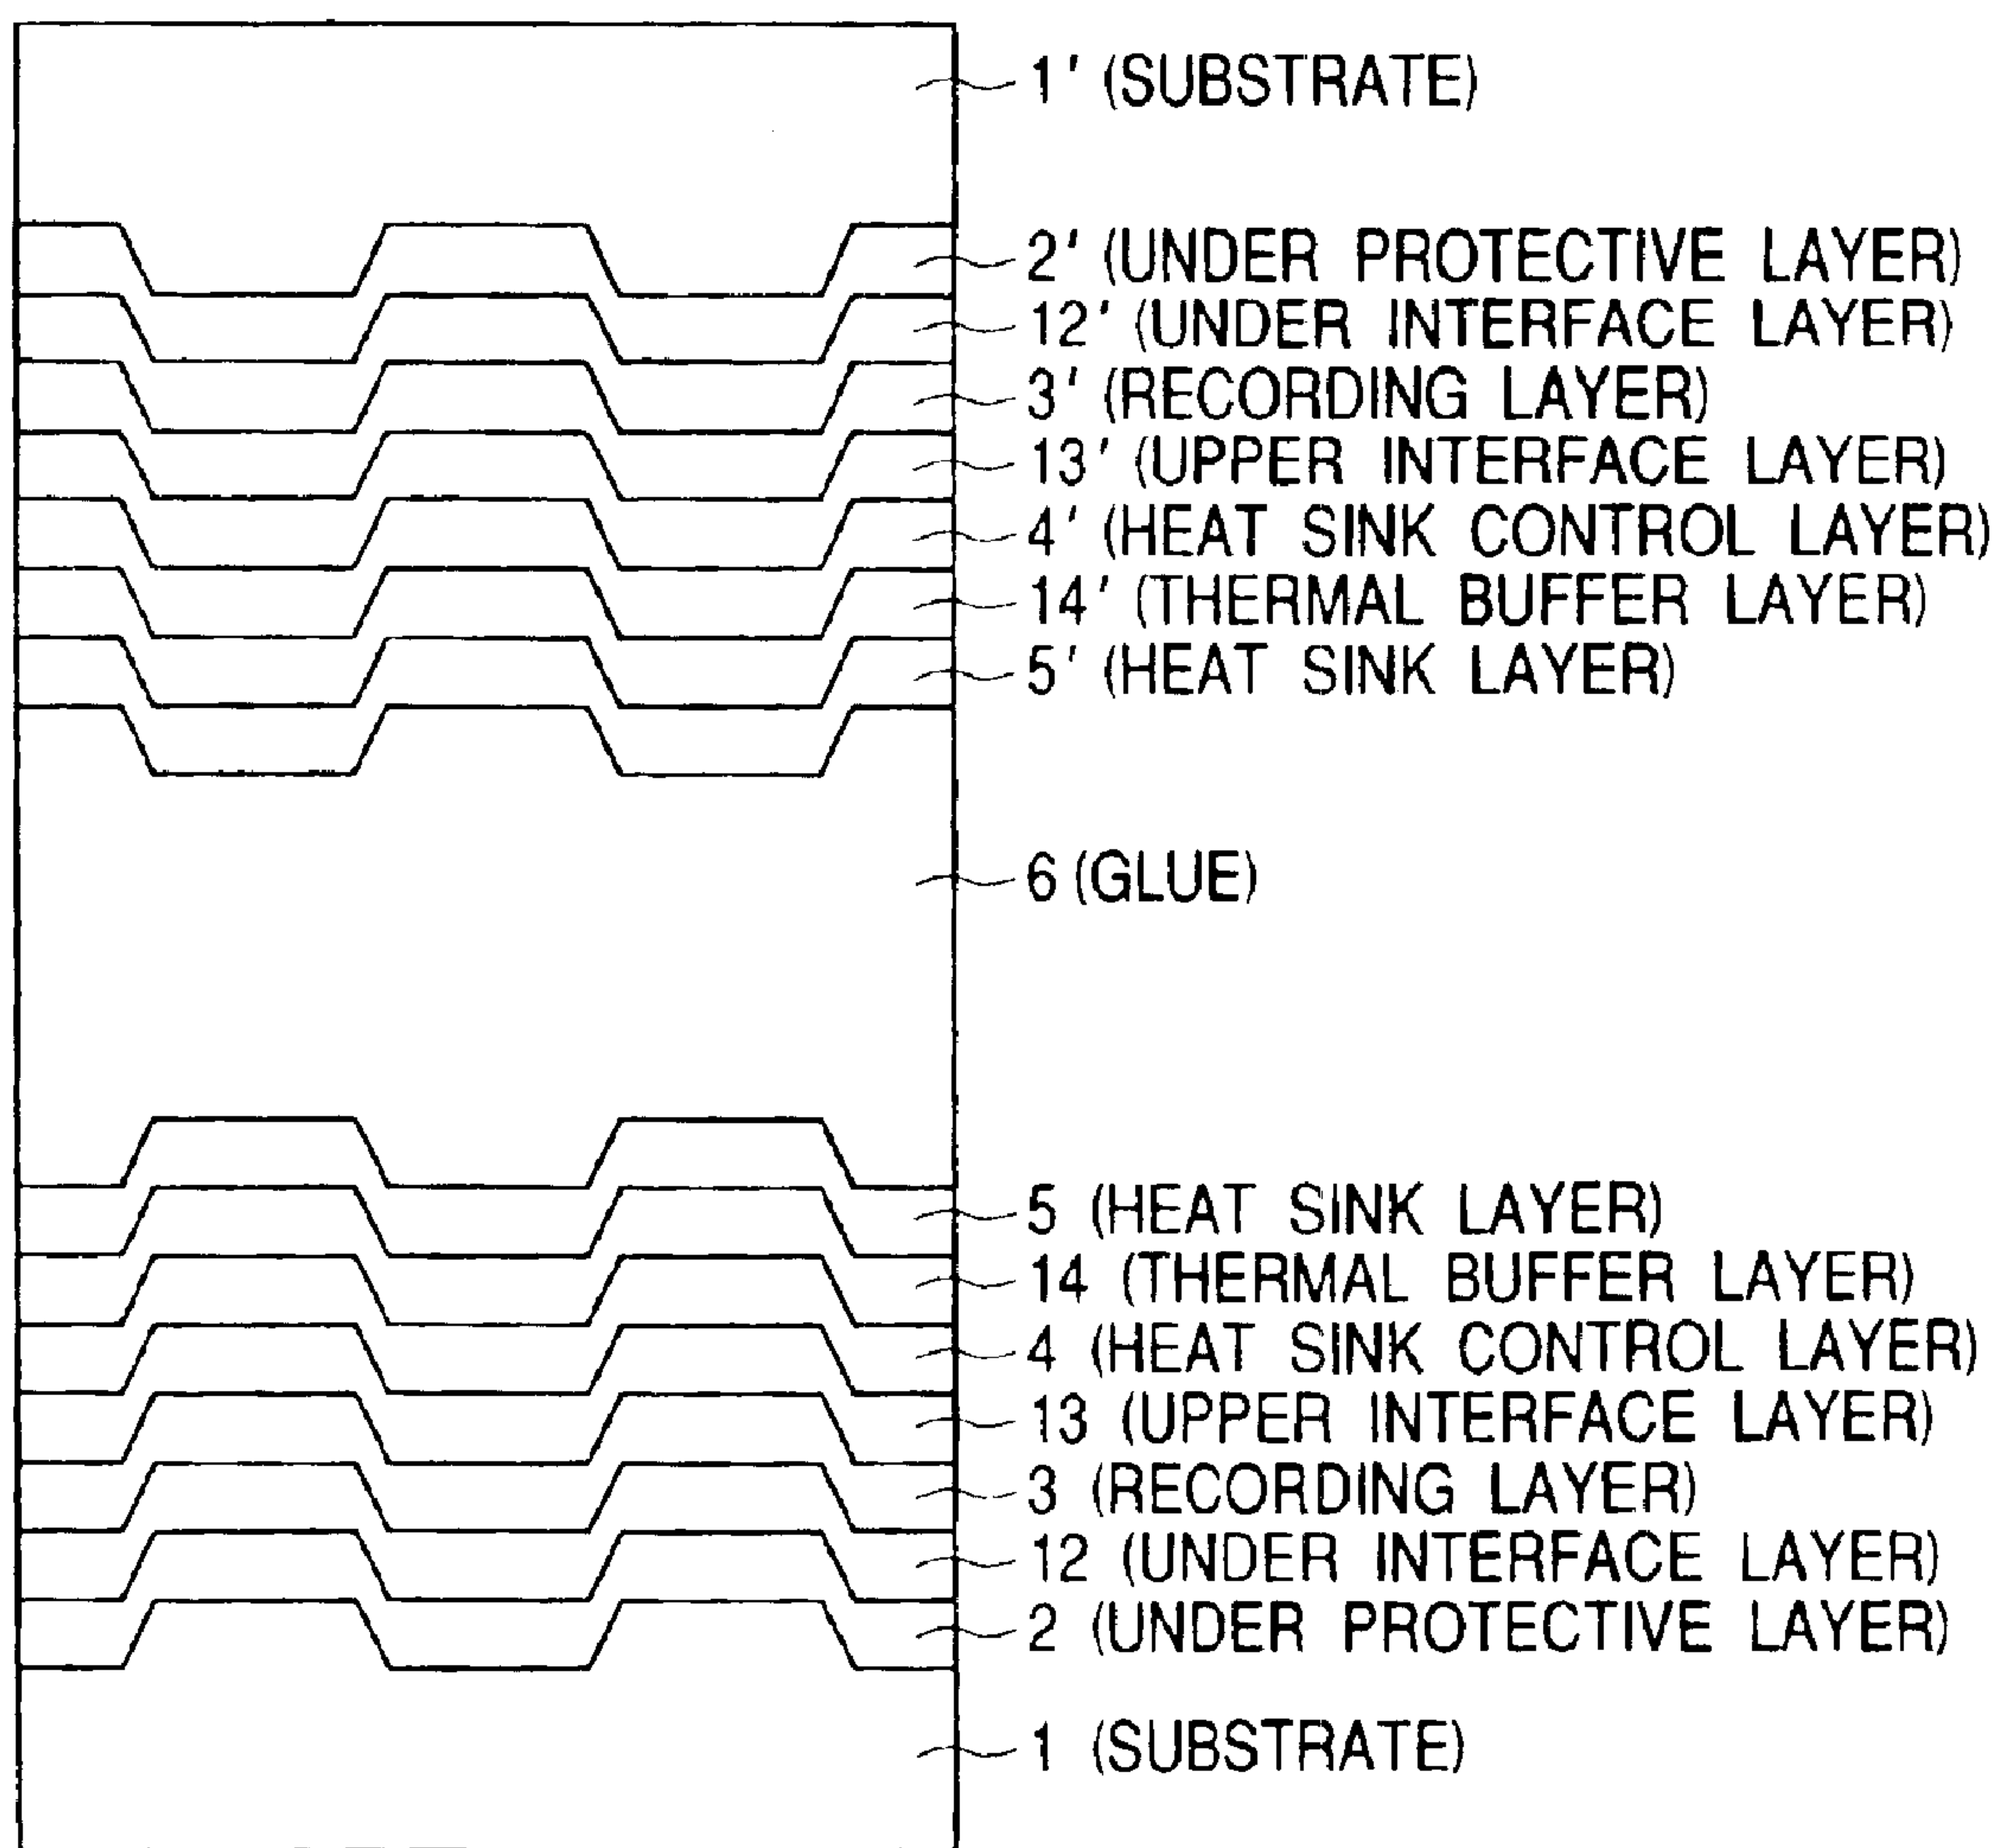 1' (SUBSTRATE)
2' (UNDER PROTECTIVE LAYER)
12' (UNDER INTERFACE LAYER)
3' (RECORDING LAYER)
13' (UPPER INTERFACE LAYER)
4' (HEAT SINK CONTROL LAYER)
14' (THERMAL BUFFER LAYER)
5' (HEAT SINK LAYER)
6 (GLUE)
5 (HEAT SINK LAYER)
14 (THERMAL BUFFER LAYER)
4 (HEAT SINK CONTROL LAYER)
13 (UPPER INTERFACE LAYER)
3 (RECORDING LAYER)
12 (UNDER INTERFACE LAYER)
2 (UNDER PROTECTIVE LAYER)
1 (SUBSTRATE)